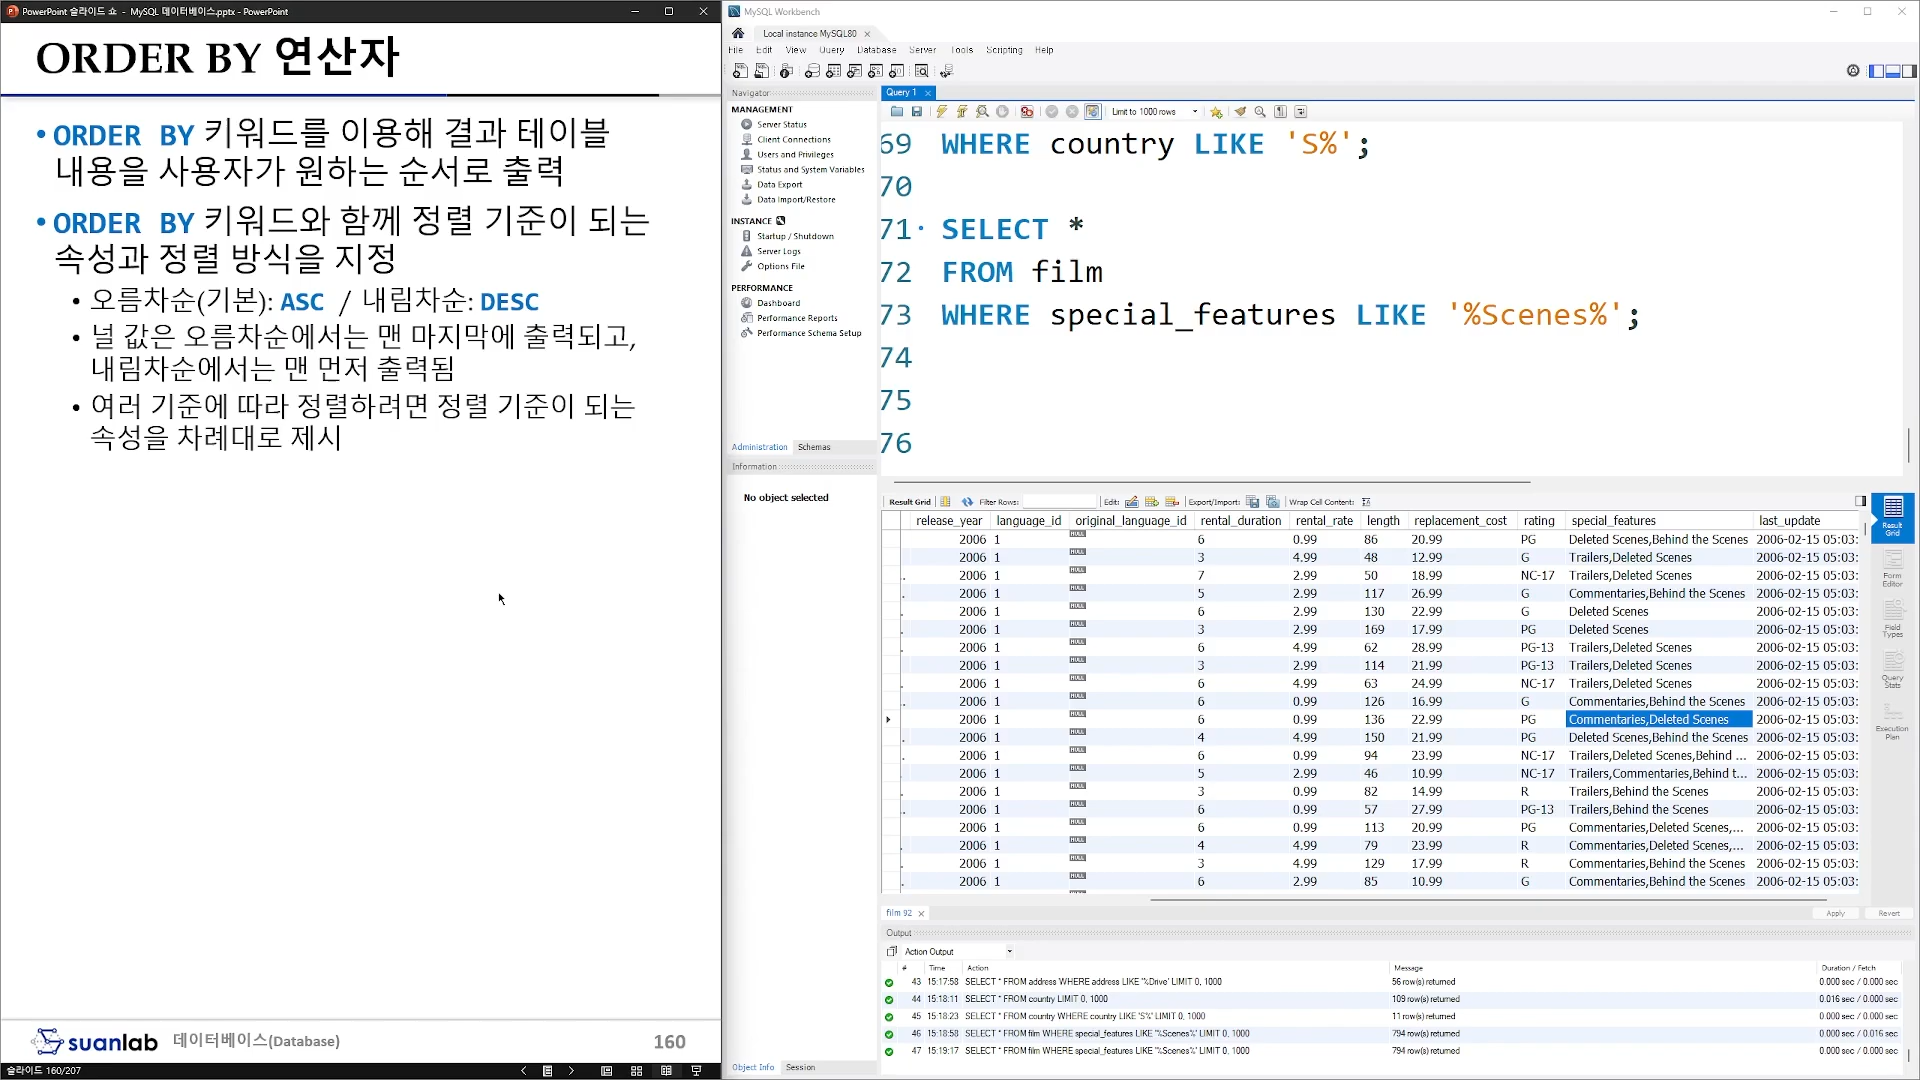 PowerPoint 슬라이드 쇼 - MySQL 데이터베이스.pptx - PowerPoint
ORDER BY 연산자
• ORDER BY 키워드를 이용해 결과 테이블
내용을 사용자가 원하는 순서로 출력
• ORDER BY 키워드와 함께 정렬 기준이 되는
속성과 정렬 방식을 지정
• 오름차순(기본): ASC / 내림차순: DESC
• 널 값은 오름차순에서는 맨 마지막에 출력되고,
내림차순에서는 맨 먼저 출력됨
• 여러 기준에 따라 정렬하려면 정렬 기준이 되는
속성을 차례대로 제시
suanlab 데이터베이스(Database) 160
슬라이드 160/207
MySQL Workbench
Local instance MySQL80
File Edit View Query Database Server Tools Scripting Help
Navigator
MANAGEMENT
Server Status
Client Connections
Users and Privileges
Status and System Variables
Data Export
Data Import/Restore
INSTANCE
Startup / Shutdown
Server Logs
Options File
PERFORMANCE
Dashboard
Performance Reports
Performance Schema Setup
Administration Schemas
Information
No object selected
Object Info Session
Query 1
Limit to 1000 rows
69 WHERE country LIKE 'S%';
70
71 SELECT *
72 FROM film
73 WHERE special_features LIKE '%Scenes%';
74
75
76
Result Grid Filter Rows: Edit: Export/Import: Wrap Cell Content:
release_year language_id original_language_id rental_duration rental_rate length replacement_cost rating special_features last_update
2006 1 NULL 6 0.99 86 20.99 PG Deleted Scenes,Behind the Scenes 2006-02-15 05:03:
2006 1 NULL 3 4.99 48 12.99 G Trailers,Deleted Scenes 2006-02-15 05:03:
2006 1 NULL 7 2.99 50 18.99 NC-17 Trailers,Deleted Scenes 2006-02-15 05:03:
2006 1 NULL 5 2.99 117 26.99 G Commentaries,Behind the Scenes 2006-02-15 05:03:
2006 1 NULL 6 2.99 130 22.99 G Deleted Scenes 2006-02-15 05:03:
2006 1 NULL 3 2.99 169 17.99 PG Deleted Scenes 2006-02-15 05:03:
2006 1 NULL 6 4.99 62 28.99 PG-13 Trailers,Deleted Scenes 2006-02-15 05:03:
2006 1 NULL 3 2.99 114 21.99 PG-13 Trailers,Deleted Scenes 2006-02-15 05:03:
2006 1 NULL 6 4.99 63 24.99 NC-17 Trailers,Deleted Scenes 2006-02-15 05:03:
2006 1 NULL 6 0.99 126 16.99 G Commentaries,Behind the Scenes 2006-02-15 05:03:
2006 1 NULL 6 0.99 136 22.99 PG Commentaries,Deleted Scenes 2006-02-15 05:03:
2006 1 NULL 4 4.99 150 21.99 PG Deleted Scenes,Behind the Scenes 2006-02-15 05:03:
2006 1 NULL 6 0.99 94 23.99 NC-17 Trailers,Deleted Scenes,Behind ... 2006-02-15 05:03:
2006 1 NULL 5 2.99 46 10.99 NC-17 Trailers,Commentaries,Behind t... 2006-02-15 05:03:
2006 1 NULL 3 0.99 82 14.99 R Trailers,Behind the Scenes 2006-02-15 05:03:
2006 1 NULL 6 0.99 57 27.99 PG-13 Trailers,Behind the Scenes 2006-02-15 05:03:
2006 1 NULL 6 0.99 113 20.99 PG Commentaries,Deleted Scenes,... 2006-02-15 05:03:
2006 1 NULL 4 4.99 79 23.99 R Commentaries,Deleted Scenes,... 2006-02-15 05:03:
2006 1 NULL 3 4.99 129 17.99 R Commentaries,Behind the Scenes 2006-02-15 05:03:
2006 1 NULL 6 2.99 85 10.99 G Commentaries,Behind the Scenes 2006-02-15 05:03:
Result Grid
Form Editor
Field Types
Query Stats
Execution Plan
film 92 Apply Revert
Output
Action Output
# Time Action Message Duration / Fetch
43 15:17:58 SELECT * FROM address WHERE address LIKE '%Drive' LIMIT 0, 1000 56 row(s) returned 0.000 sec / 0.000 sec
44 15:18:11 SELECT * FROM country LIMIT 0, 1000 109 row(s) returned 0.016 sec / 0.000 sec
45 15:18:23 SELECT * FROM country WHERE country LIKE 'S%' LIMIT 0, 1000 11 row(s) returned 0.000 sec / 0.000 sec
46 15:18:58 SELECT * FROM film WHERE special_features LIKE '%Scenes%' LIMIT 0, 1000 794 row(s) returned 0.000 sec / 0.016 sec
47 15:19:17 SELECT * FROM film WHERE special_features LIKE '%Scenes%' LIMIT 0, 1000 794 row(s) returned 0.000 sec / 0.000 sec